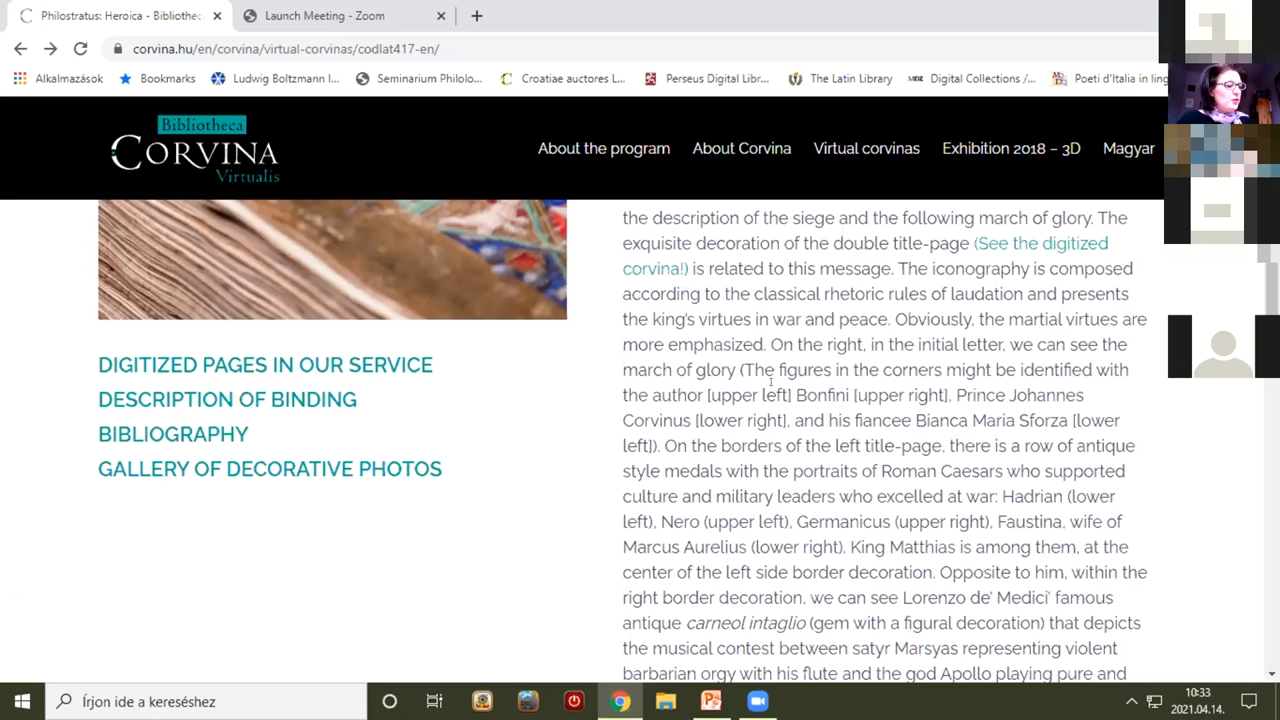 Philostratus: Heroica - Bibliothec
Launch Meeting - Zoom
corvina.hu/en/corvina/virtual-corvinas/codlat417-en/
Alkalmazások
Bookmarks
Ludwig Boltzmann I...
Seminarium Philolo...
Croatiae auctores L...
Perseus Digital Libr...
The Latin Library
Digital Collections /...
Poeti d'Italia in ling
Bibliotheca
CORVINA
Virtualis
About the program
About Corvina
Virtual corvinas
Exhibition 2018 – 3D
Magyar
the description of the siege and the following march of glory. The
exquisite decoration of the double title-page (See the digitized
corvina!) is related to this message. The iconography is composed
according to the classical rhetoric rules of laudation and presents
the king's virtues in war and peace. Obviously, the martial virtues are
more emphasized. On the right, in the initial letter, we can see the
march of glory (The figures in the corners might be identified with
the author [upper left] Bonfini [upper right], Prince Johannes
Corvinus [lower right], and his fiancee Bianca Maria Sforza [lower
left]). On the borders of the left title-page, there is a row of antique
style medals with the portraits of Roman Caesars who supported
culture and military leaders who excelled at war: Hadrian (lower
left), Nero (upper left), Germanicus (upper right), Faustina, wife of
Marcus Aurelius (lower right). King Matthias is among them, at the
center of the left side border decoration. Opposite to him, within the
right border decoration, we can see Lorenzo de' Medici' famous
antique carneol intaglio (gem with a figural decoration) that depicts
the musical contest between satyr Marsyas representing violent
barbarian orgy with his flute and the god Apollo playing pure and
DIGITIZED PAGES IN OUR SERVICE
DESCRIPTION OF BINDING
BIBLIOGRAPHY
GALLERY OF DECORATIVE PHOTOS
Írjon ide a kereséshez
10:33
2021.04.14.